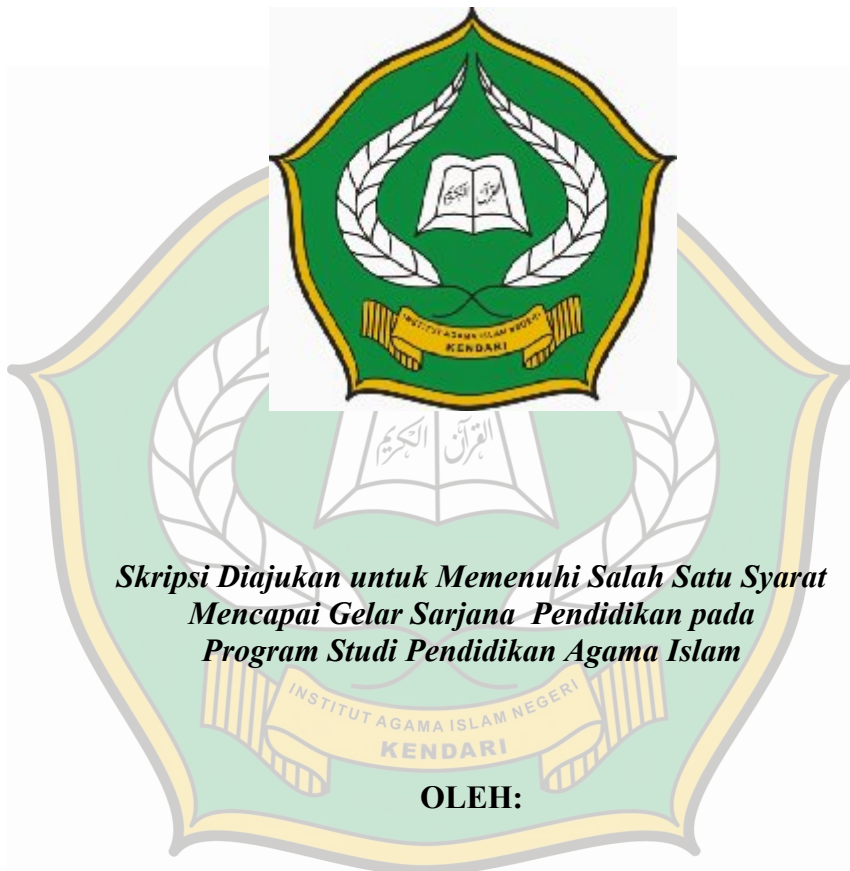 القرآن الكريم
INSTITUT AGAMA ISLAM NEGERI
KENDARI
القرآن الكريم
Skripsi Diajukan untuk Memenuhi Salah Satu Syarat
Mencapai Gelar Sarjana Pendidikan pada
Program Studi Pendidikan Agama Islam
INSTITUT AGAMA ISLAM NEGERI
KENDARI
OLEH: